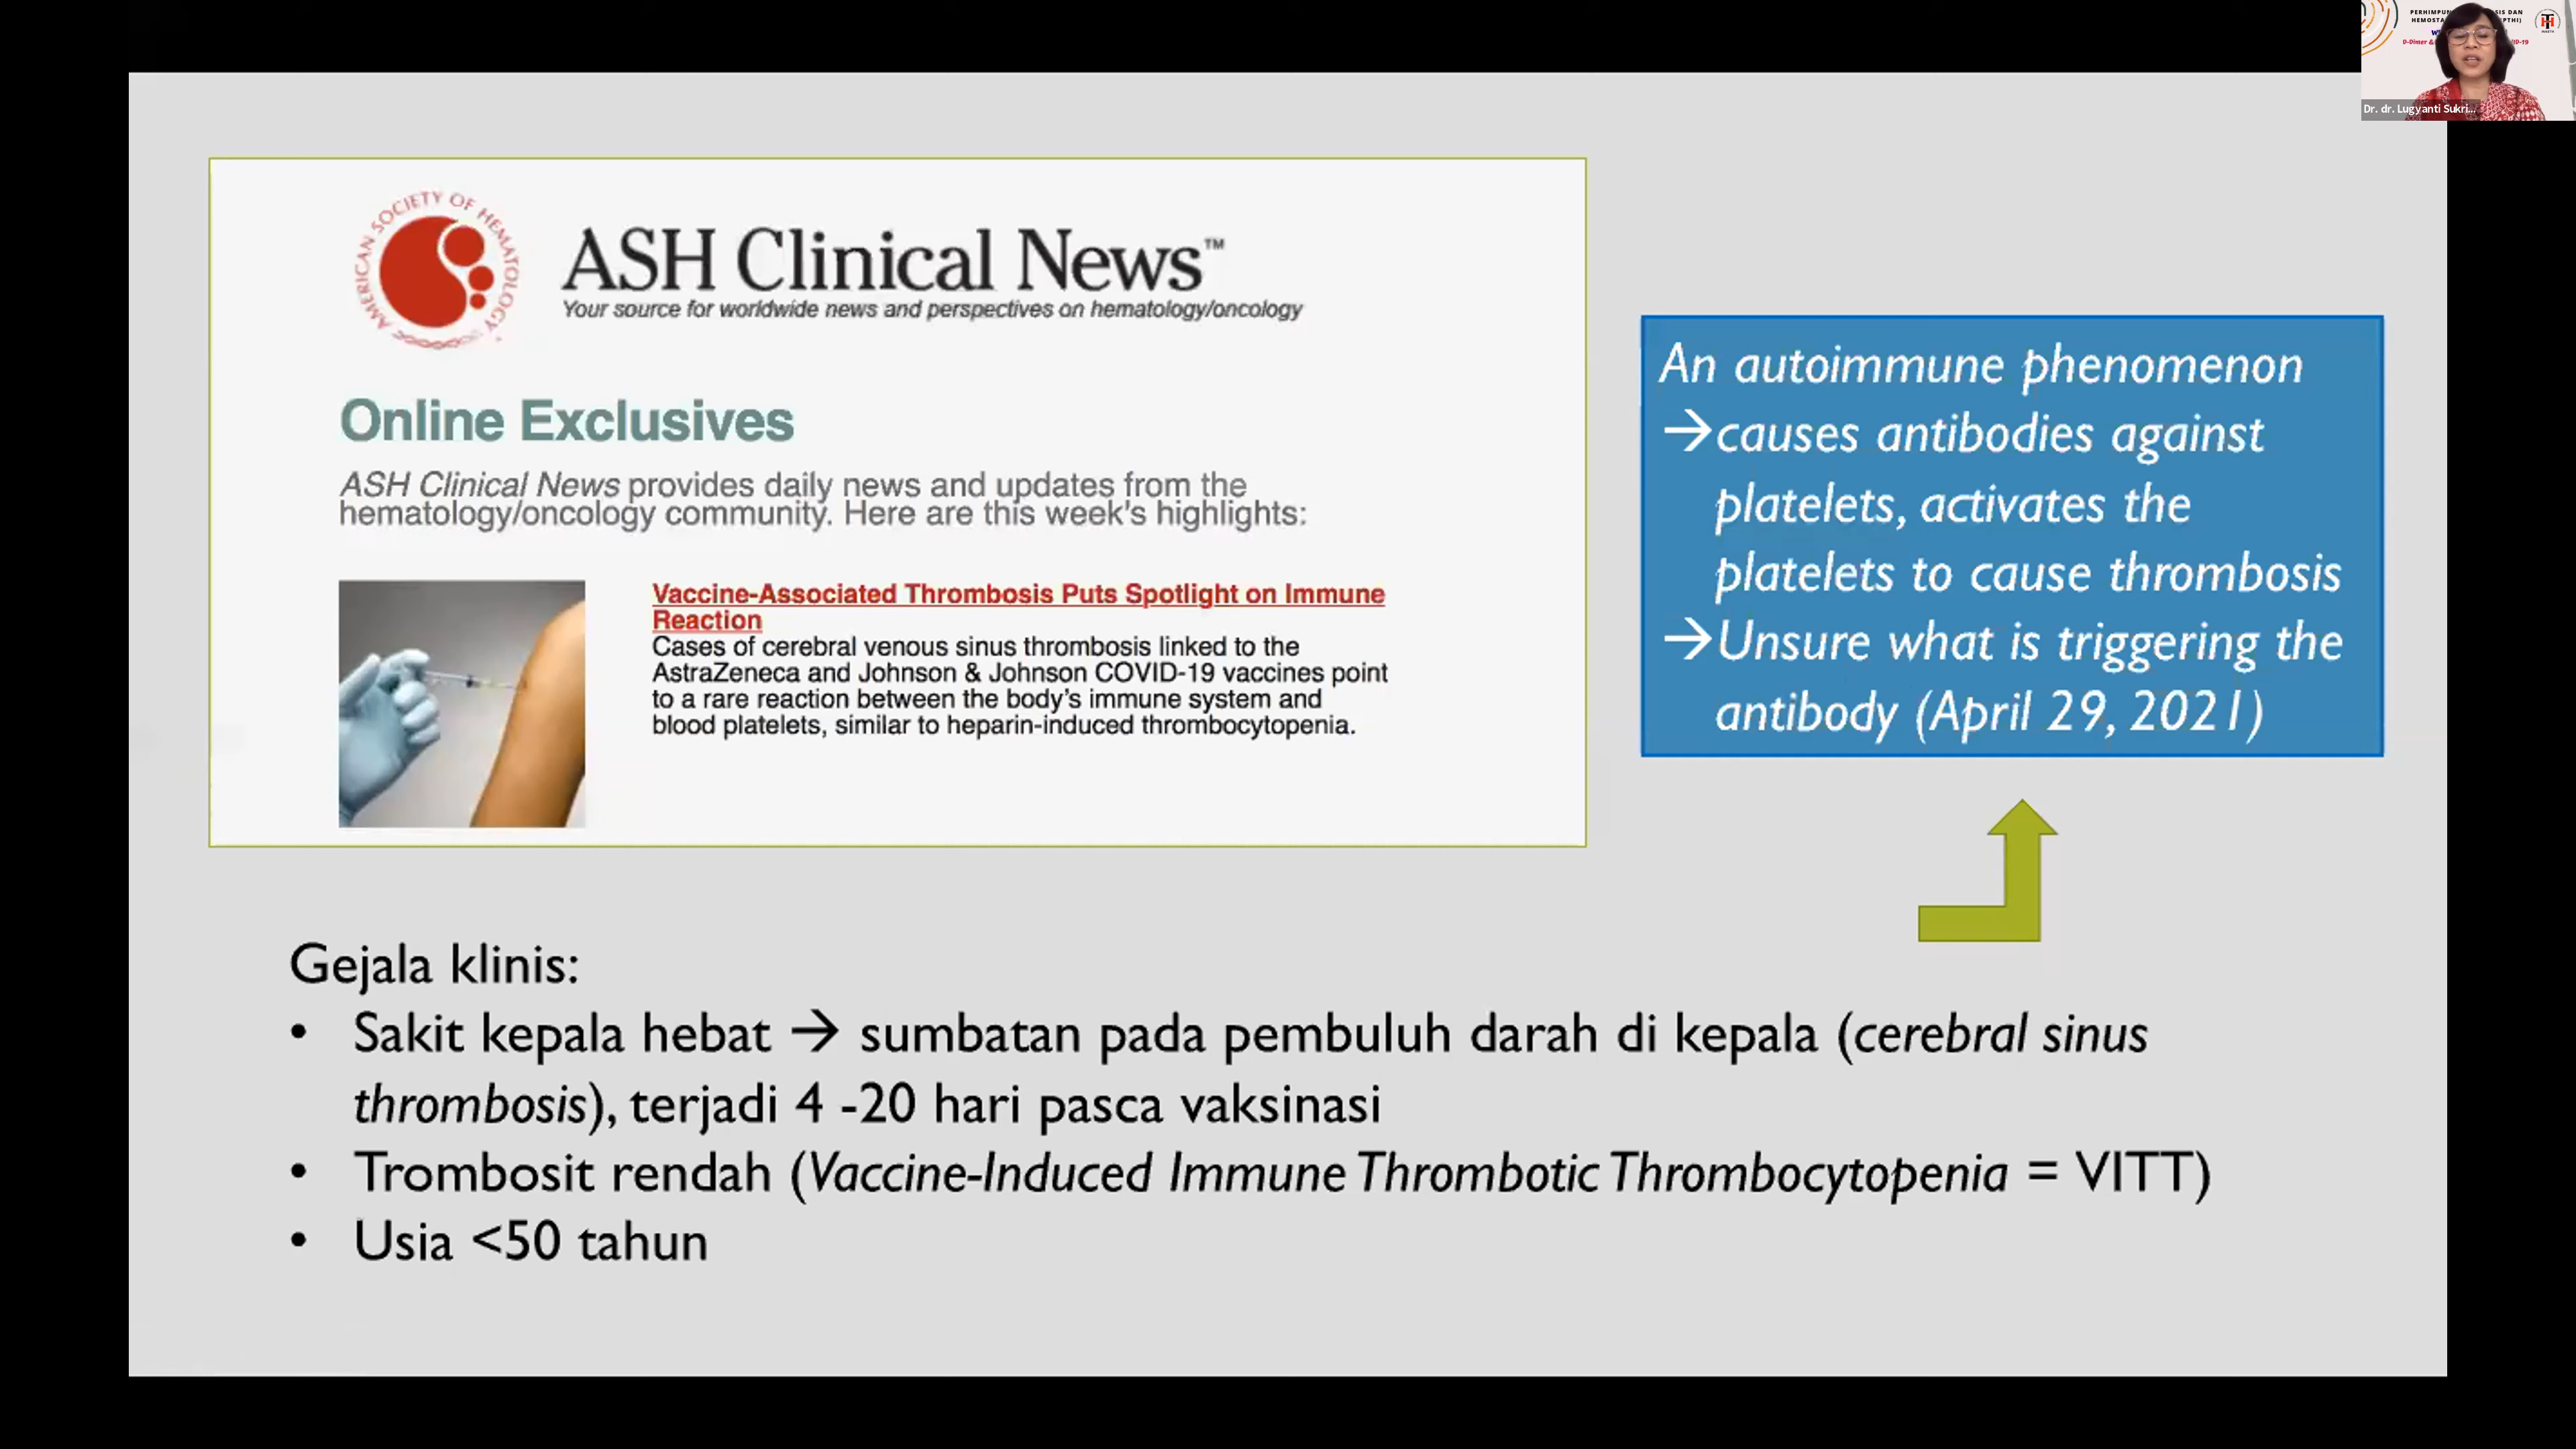 AMERICAN SOCIETY OF HEMATOLOGY
ASH Clinical News™
Your source for worldwide news and perspectives on hematology/oncology
Online Exclusives
ASH Clinical News provides daily news and updates from the
hematology/oncology community. Here are this week's highlights:
Vaccine-Associated Thrombosis Puts Spotlight on Immune
Reaction
Cases of cerebral venous sinus thrombosis linked to the
AstraZeneca and Johnson & Johnson COVID-19 vaccines point
to a rare reaction between the body's immune system and
blood platelets, similar to heparin-induced thrombocytopenia.
An autoimmune phenomenon
→causes antibodies against
platelets, activates the
platelets to cause thrombosis
→Unsure what is triggering the
antibody (April 29, 2021)
Gejala klinis:
• Sakit kepala hebat → sumbatan pada pembuluh darah di kepala (cerebral sinus
thrombosis), terjadi 4 -20 hari pasca vaksinasi
• Trombosit rendah (Vaccine-Induced Immune Thrombotic Thrombocytopenia = VITT)
• Usia <50 tahun
DAN
D-Dimer
Dr. dr. Lugyanti Sukri...